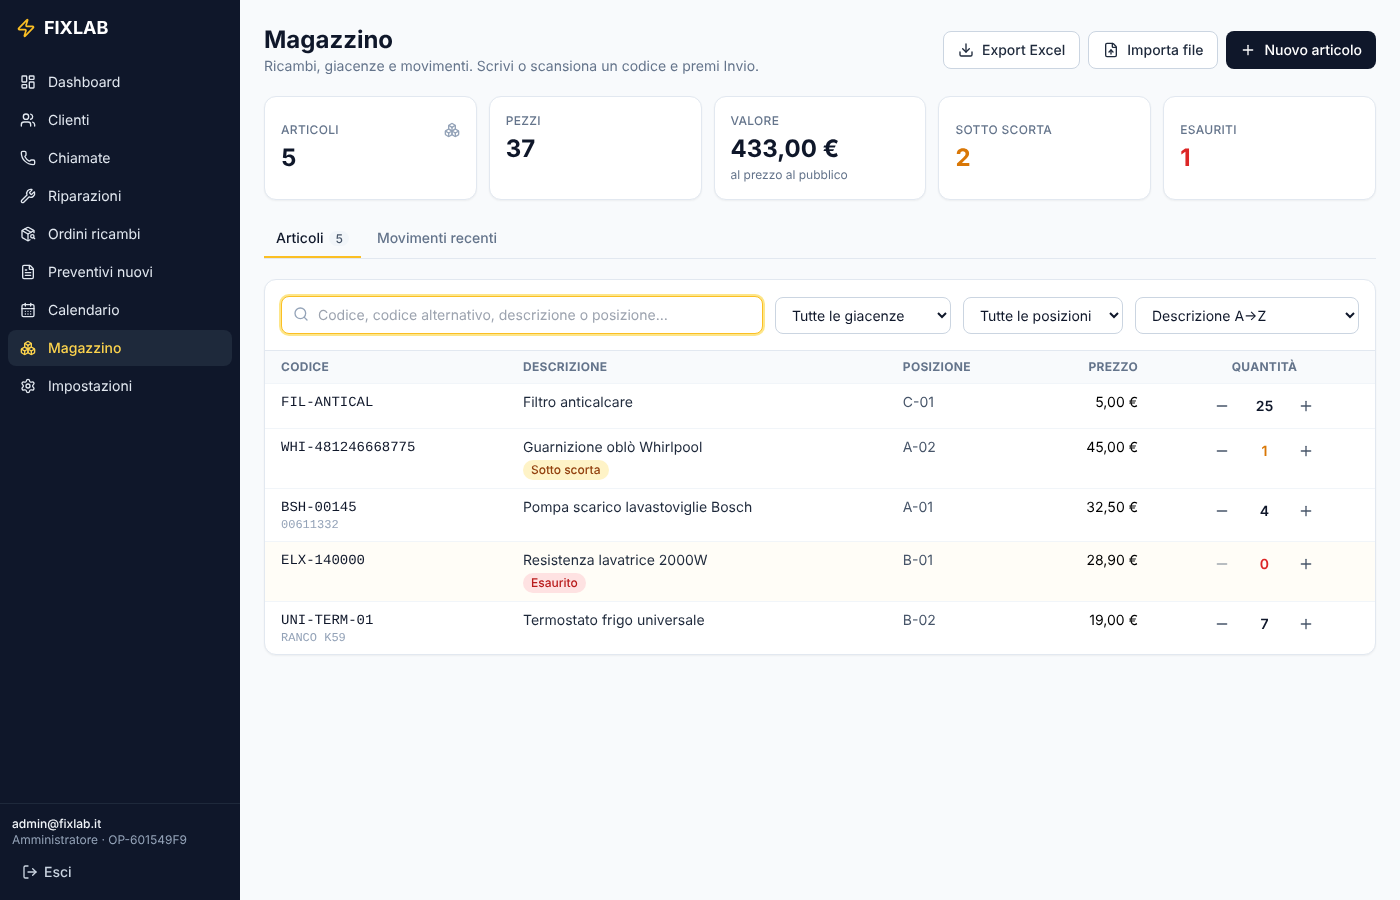 FIXLAB
Dashboard
Clienti
Chiamate
Riparazioni
Ordini ricambi
Preventivi nuovi
Calendario
Magazzino
Impostazioni
admin@fixlab.it
Amministratore · OP-601549F9
Esci
Magazzino
Ricambi, giacenze e movimenti. Scrivi o scansiona un codice e premi Invio.
Export Excel
Importa file
Nuovo articolo
ARTICOLI
5
PEZZI
37
VALORE
433,00 €
al prezzo al pubblico
SOTTO SCORTA
2
ESAURITI
1
Articoli 5
Movimenti recenti
Codice, codice alternativo, descrizione o posizione...
Tutte le giacenze
Tutte le posizioni
Descrizione A→Z
CODICE DESCRIZIONE POSIZIONE PREZZO QUANTITÀ
FIL-ANTICAL Filtro anticalcare C-01 5,00 € − 25 +
WHI-481246668775 Guarnizione oblò Whirlpool A-02 45,00 € − 1 +
Sotto scorta
BSH-00145 Pompa scarico lavastoviglie Bosch A-01 32,50 € − 4 +
00611332
ELX-140000 Resistenza lavatrice 2000W B-01 28,90 € − 0 +
Esaurito
UNI-TERM-01 Termostato frigo universale B-02 19,00 € − 7 +
RANCO K59